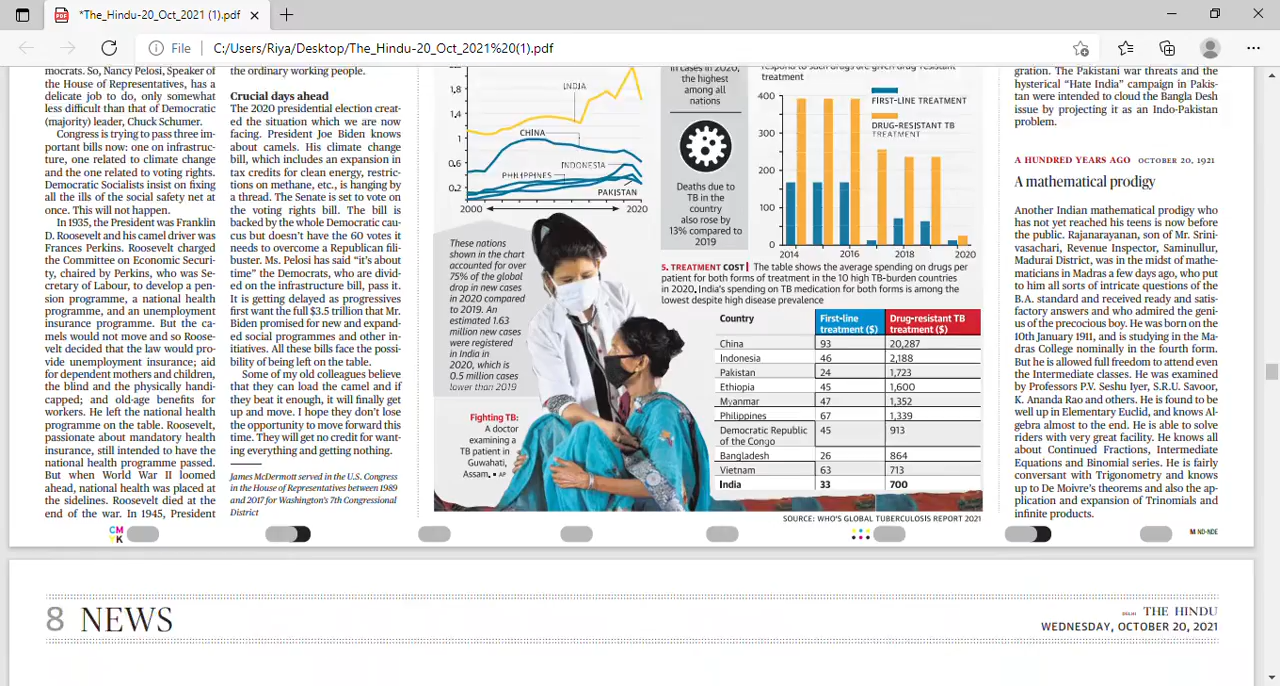 *The_Hindu-20_Oct_2021 (1).pdf
File
C:/Users/Riya/Desktop/The_Hindu-20_Oct_2021%20(1).pdf
mocrats. So, Nancy Pelosi, Speaker of
the House of Representatives, has a
delicate job to do, only somewhat
less difficult than that of Democratic
(majority) leader, Chuck Schumer.
Congress is trying to pass three im-
portant bills now: one on infrastruc-
ture, one related to climate change
and the one related to voting rights.
Democratic Socialists insist on fixing
all the ills of the social safety net at
once. This will not happen.
In 1935, the President was Franklin
D. Roosevelt and his camel driver was
Frances Perkins. Roosevelt charged
the Committee on Economic Securi-
ty, chaired by Perkins, who was Se-
cretary of Labour, to develop a pen-
sion programme, a national health
programme, and an unemployment
insurance programme. But the ca-
mels would not move and so Roose-
velt decided that the law would pro-
vide unemployment insurance; aid
for dependent mothers and children,
the blind and the physically handi-
capped; and old-age benefits for
workers. He left the national health
programme on the table. Roosevelt,
passionate about mandatory health
insurance, still intended to have the
national health programme passed.
But when World War II loomed
ahead, national health was placed at
the sidelines. Roosevelt died at the
end of the war. In 1945, President
the ordinary working people.
Crucial days ahead
The 2020 presidential election creat-
ed the situation which we are now
facing. President Joe Biden knows
about camels. His climate change
bill, which includes an expansion in
tax credits for clean energy, restric-
tions on methane, etc., is hanging by
a thread. The Senate is set to vote on
the voting rights bill. The bill is
backed by the whole Democratic cau-
cus but doesn't have the 60 votes it
needs to overcome a Republican fili-
buster. Ms. Pelosi has said "it's about
time" the Democrats, who are divid-
ed on the infrastructure bill, pass it.
It is getting delayed as progressives
first want the full $3.5 trillion that Mr.
Biden promised for new and expand-
ed social programmes and other in-
itiatives. All these bills face the possi-
bility of being left on the table.
Some of my old colleagues believe
that they can load the camel and if
they beat it enough, it will finally get
up and move. I hope they don't lose
the opportunity to move forward this
time. They will get no credit for want-
ing everything and getting nothing.
James McDermott served in the U.S. Congress
in the House of Representatives between 1989
and 2017 for Washington's 7th Congressional
District
1,8
1,4
1
0,6
0,2
INDIA
CHINA
INDONESIA
PHILIPPINES
PAKISTAN
2000
2020
These nations
shown in the chart
accounted for over
75% of the global
drop in new cases
in 2020 compared
to 2019. An
estimated 1.63
million new cases
were registered
in India in
2020, which is
0.5 million cases
lower than 2019
Fighting TB:
A doctor
examining a
TB patient in
Guwahati,
Assam. ▪ AP
in cases in 2020,
the highest
among all
nations
Deaths due to
TB in the
country
also rose by
13% compared to
2019
respond to such drugs are given drug-resistant
treatment
400
300
200
100
0
FIRST-LINE TREATMENT
DRUG-RESISTANT TB
TREATMENT
2014 2016 2018 2020
5. TREATMENT COST | The table shows the average spending on drugs per
patient for both forms of treatment in the 10 high TB-burden countries
in 2020. India's spending on TB medication for both forms is among the
lowest despite high disease prevalence
Country First-line treatment ($) Drug-resistant TB treatment ($)
China 93 20,287
Indonesia 46 2,188
Pakistan 24 1,723
Ethiopia 45 1,600
Myanmar 47 1,352
Philippines 67 1,339
Democratic Republic of the Congo 45 913
Bangladesh 26 864
Vietnam 63 713
India 33 700
SOURCE: WHO'S GLOBAL TUBERCULOSIS REPORT 2021
gration. The Pakistani war threats and the
hysterical "Hate India" campaign in Pakis-
tan were intended to cloud the Bangla Desh
issue by projecting it as an Indo-Pakistan
problem.
A HUNDRED YEARS AGO OCTOBER 20, 1921
A mathematical prodigy
Another Indian mathematical prodigy who
has not yet reached his teens is now before
the public. Rajanarayanan, son of Mr. Srini-
vasachari, Revenue Inspector, Saminullur,
Madurai District, was in the midst of mathe-
maticians in Madras a few days ago, who put
to him all sorts of intricate questions of the
B.A. standard and received ready and satis-
factory answers and who admired the geni-
us of the precocious boy. He was born on the
10th January 1911, and is studying in the Ma-
dras College nominally in the fourth form.
But he is allowed full freedom to attend even
the Intermediate classes. He was examined
by Professors P.V. Seshu Iyer, S.R.U. Savoor,
K. Ananda Rao and others. He is found to be
well up in Elementary Euclid, and knows Al-
gebra almost to the end. He is able to solve
riders with very great facility. He knows all
about Continued Fractions, Intermediate
Equations and Binomial series. He is fairly
conversant with Trigonometry and knows
up to De Moivre's theorems and also the ap-
plication and expansion of Trinomials and
infinite products.
CM
YK
M ND-NDE
8 NEWS
DELHI THE HINDU
WEDNESDAY, OCTOBER 20, 2021